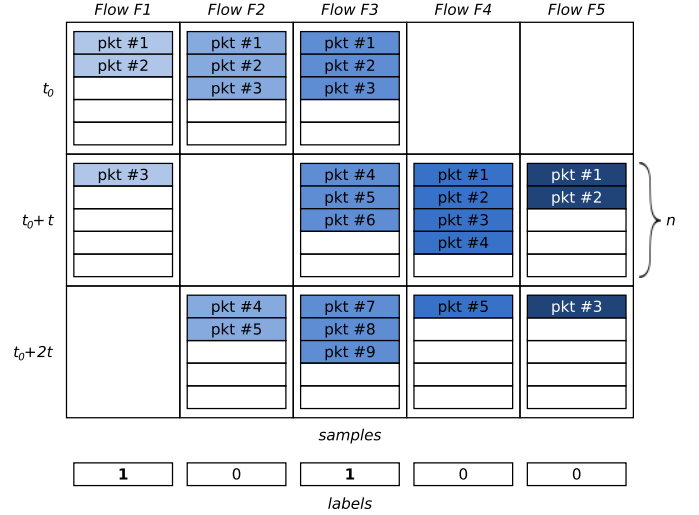 Flow F1 Flow F2 Flow F3 Flow F4 Flow F5
t0
pkt #1 pkt #1 pkt #1
pkt #2 pkt #2 pkt #2
pkt #3 pkt #3
t0+t
pkt #3 pkt #4 pkt #1 pkt #1
pkt #5 pkt #2 pkt #2
pkt #6 pkt #3
pkt #4
n
t0+2t
pkt #4 pkt #7 pkt #5 pkt #3
pkt #5 pkt #8
pkt #9
samples
1 0 1 0 0
labels